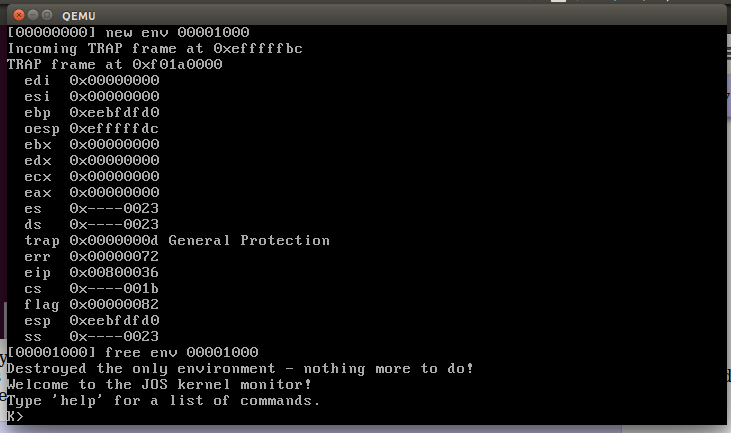 QEMU
[00000000] new env 00001000
Incoming TRAP frame at 0xefffffbc
TRAP frame at 0xf01a0000
  edi  0x00000000
  esi  0x00000000
  ebp  0xeebfdfd0
  oesp 0xefffffdc
  ebx  0x00000000
  edx  0x00000000
  ecx  0x00000000
  eax  0x00000000
  es   0x----0023
  ds   0x----0023
  trap 0x0000000d General Protection
  err  0x00000072
  eip  0x00800036
  cs   0x----001b
  flag 0x00000082
  esp  0xeebfdfd0
  ss   0x----0023
[00001000] free env 00001000
Destroyed the only environment - nothing more to do!
Welcome to the JOS kernel monitor!
Type 'help' for a list of commands.
K>